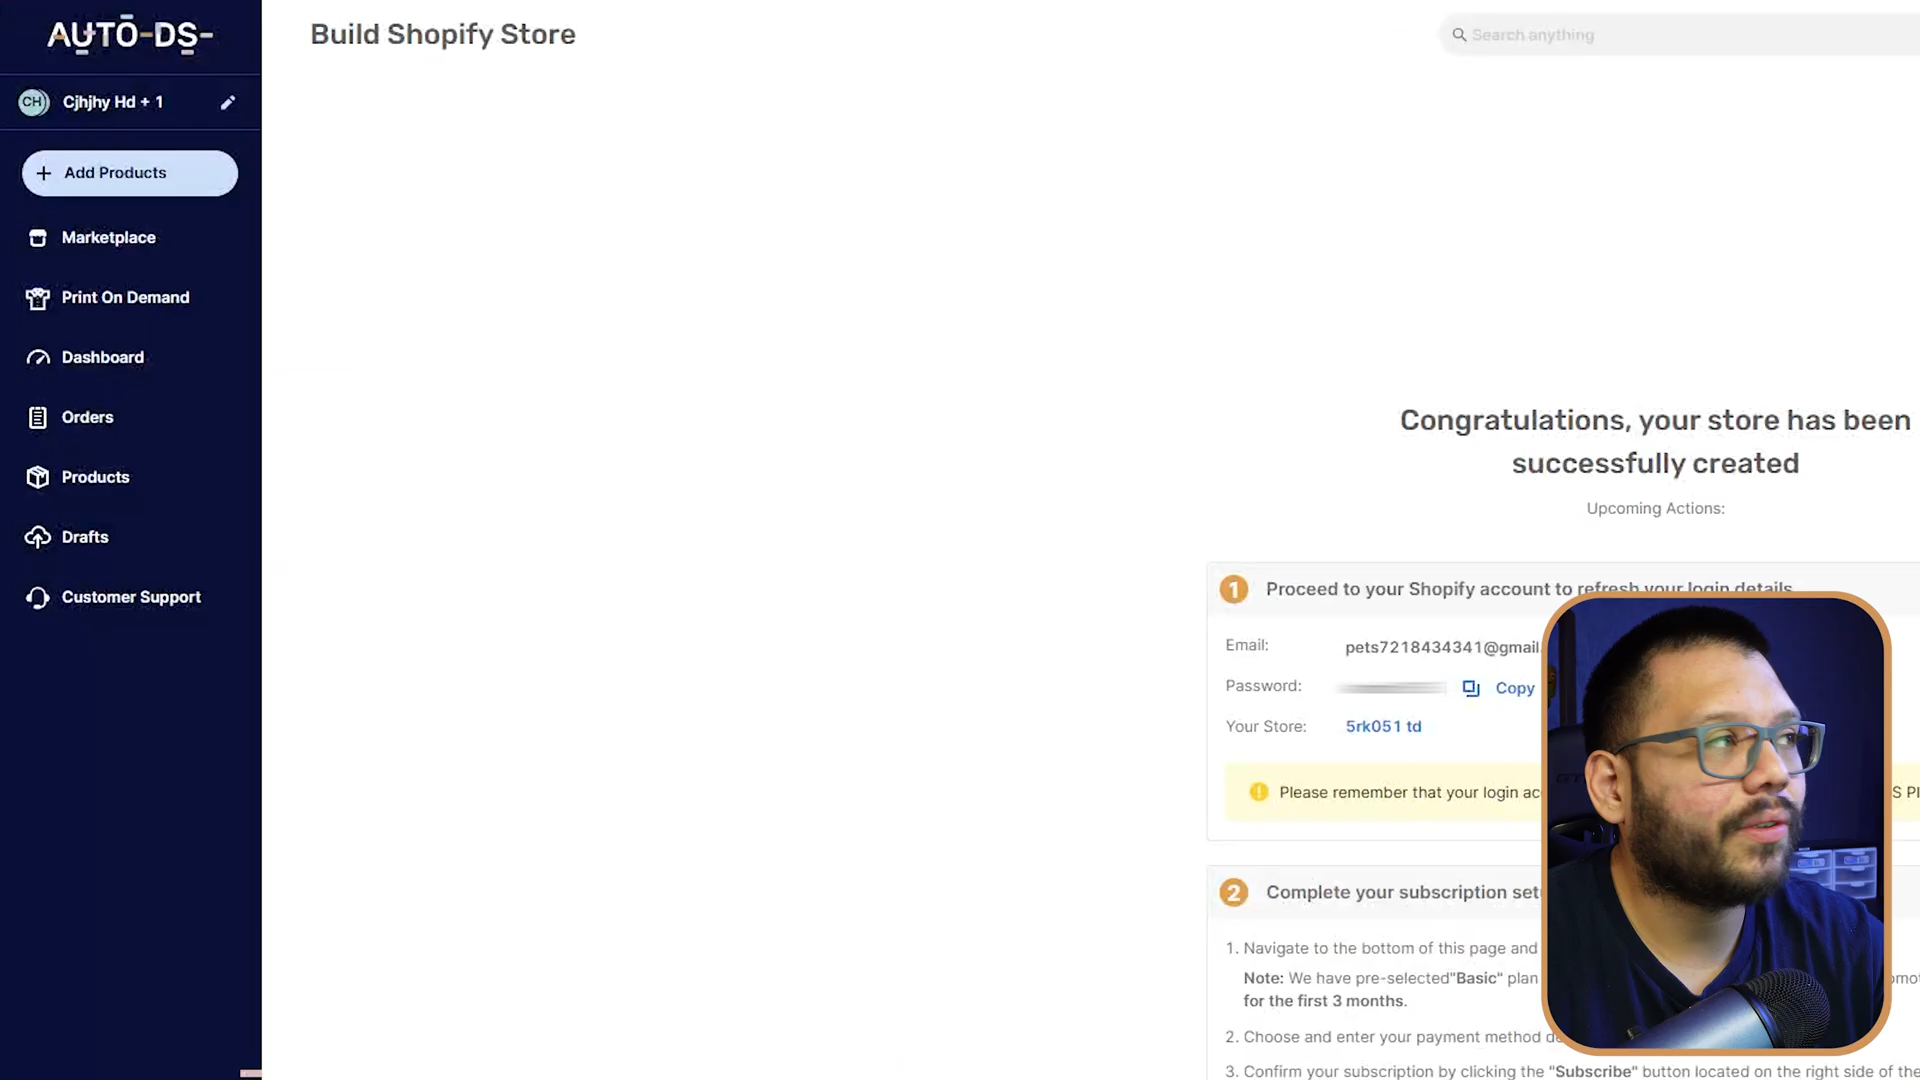 AUTO-DS-
Build Shopify Store
Search anything
CH
Cjhjhy Hd + 1
Add Products
Marketplace
Print On Demand
Dashboard
Orders
Products
Drafts
Customer Support
Congratulations, your store has been
successfully created
Upcoming Actions:
1 Proceed to your Shopify account to refresh your login details
Email: pets7218434341@gmail.
Password: Copy
Your Store: 5rk051 td
Please remember that your login
2 Complete your subscription
1. Navigate to the bottom of this page and
Note: We have pre-selected"Basic" plan
for the first 3 months.
2. Choose and enter your payment method
3. Confirm your subscription by clicking the "Subscribe" button located on the right side of the